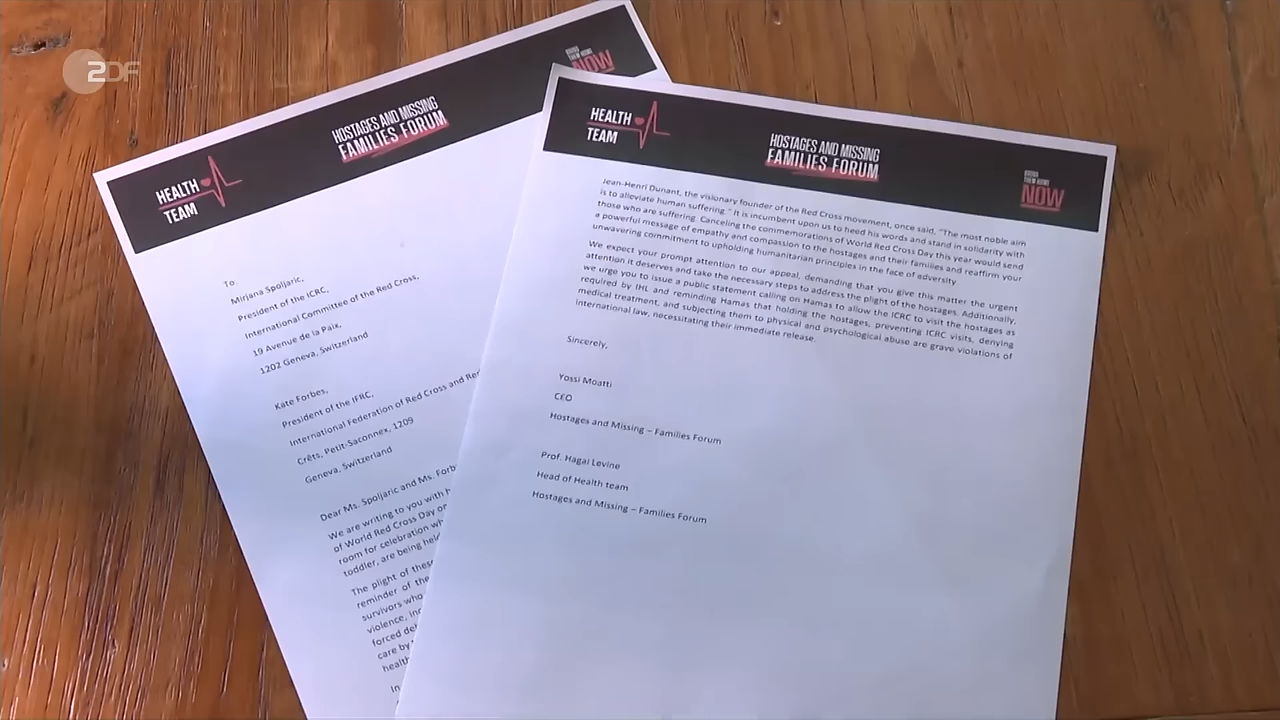 ZDF
HEALTH
TEAM
HOSTAGES AND MISSING
FAMILIES FORUM
NOW
To:
Mirjana Spoljaric,
President of the ICRC,
International Committee of the Red Cross,
19 Avenue de la Paix,
1202 Geneva, Switzerland
Kate Forbes,
President of the IFRC,
International Federation of Red Cross and Red
Crêts, Petit-Saconnex, 1209
Geneva, Switzerland
Dear Ms. Spoljaric and Ms. Forb
We are writing to you with
of World Red Cross Day
room for celebration
toddler, are being held
The plight of these
reminder of the
survivors who
violence,
forced
care by
health
In
HEALTH
TEAM
HOSTAGES AND MISSING
FAMILIES FORUM
BRING
THEM HOME
NOW
Jean-Henri Dunant, the visionary founder of the Red Cross movement, once said, "The most noble aim
is to alleviate human suffering." It is incumbent upon us to heed his words and stand in solidarity with
those who are suffering. Canceling the commemorations of World Red Cross Day this year would send
a powerful message of empathy and compassion to the hostages and their families and reaffirm your
unwavering commitment to upholding humanitarian principles in the face of adversity.
We expect your prompt attention to our appeal, demanding that you give this matter the urgent
attention it deserves and take the necessary steps to address the plight of the hostages. Additionally,
we urge you to issue a public statement calling on Hamas to allow the ICRC to visit the hostages as
required by IHL and reminding Hamas that holding the hostages, preventing ICRC visits, denying
medical treatment, and subjecting them to physical and psychological abuse are grave violations of
international law, necessitating their immediate release.
Sincerely,
Yossi Moatti
CEO
Hostages and Missing – Families Forum
Prof. Hagai Levine
Head of Health team
Hostages and Missing – Families Forum